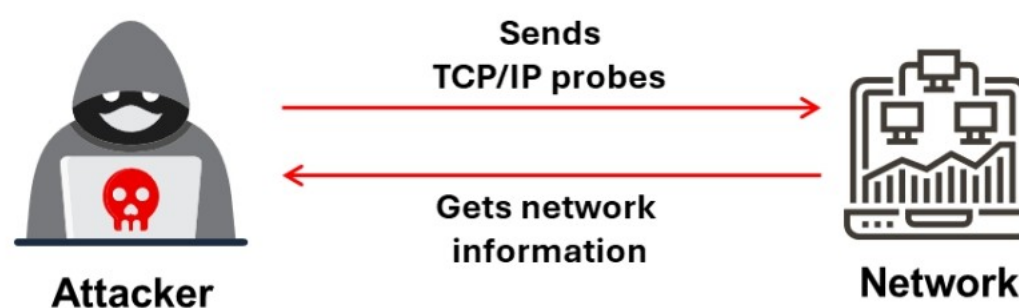 Sends
TCP/IP probes
Gets network
information
Attacker
Network